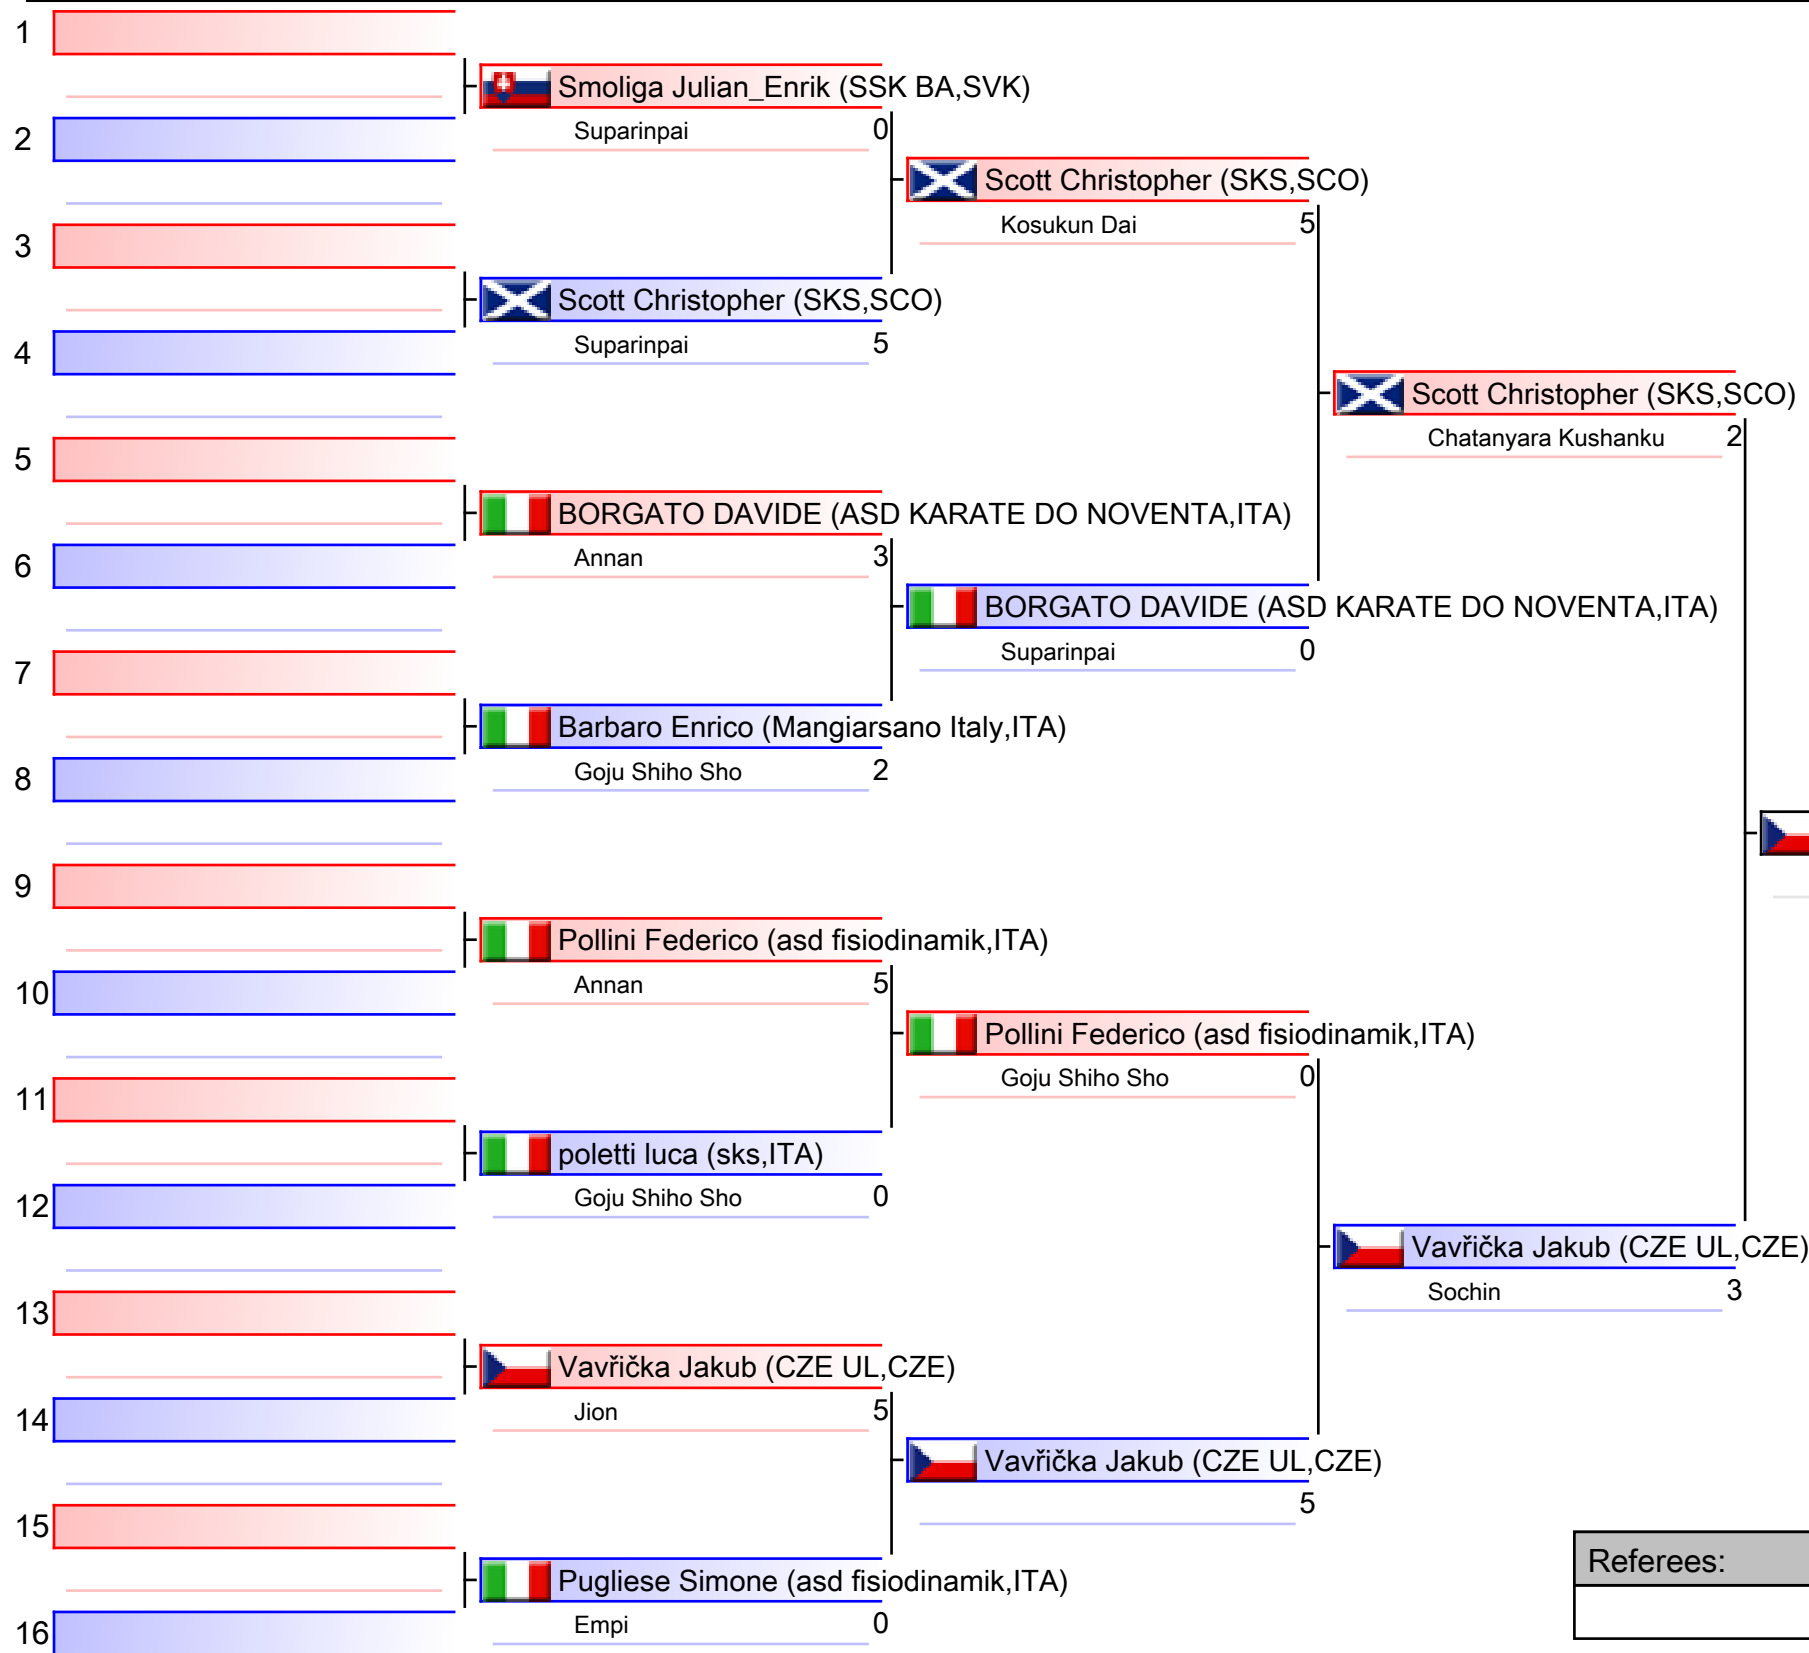 1
Smoliga Julian_Enrik (SSK BA,SVK)
Suparinpai 0
2
Scott Christopher (SKS,SCO)
Kosukun Dai 5
3
Scott Christopher (SKS,SCO)
Suparinpai 5
4
Scott Christopher (SKS,SCO)
Chatanyara Kushanku 2
5
BORGATO DAVIDE (ASD KARATE DO NOVENTA,ITA)
Annan 3
6
BORGATO DAVIDE (ASD KARATE DO NOVENTA,ITA)
Suparinpai 0
7
Barbaro Enrico (Mangiarsano Italy,ITA)
Goju Shiho Sho 2
8
9
Pollini Federico (asd fisiodinamik,ITA)
Annan 5
10
Pollini Federico (asd fisiodinamik,ITA)
Goju Shiho Sho 0
11
poletti luca (sks,ITA)
Goju Shiho Sho 0
12
Vavřička Jakub (CZE UL,CZE)
Sochin 3
13
Vavřička Jakub (CZE UL,CZE)
Jion 5
14
Vavřička Jakub (CZE UL,CZE)
5
15
Pugliese Simone (asd fisiodinamik,ITA)
Empi 0
16
Referees: